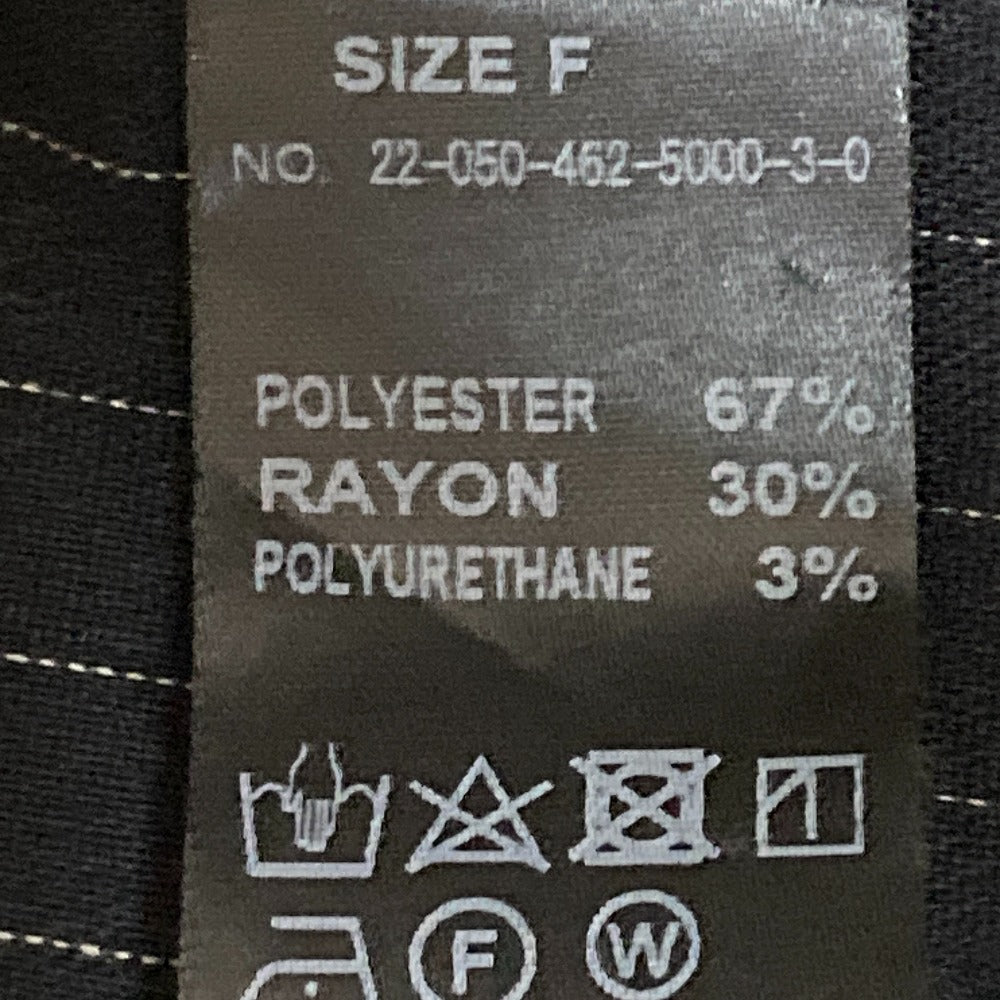 SIZE F
NO. 22-050-462-5000-3-0
POLYESTER 67%
RAYON 30%
POLYURETHANE 3%
F W